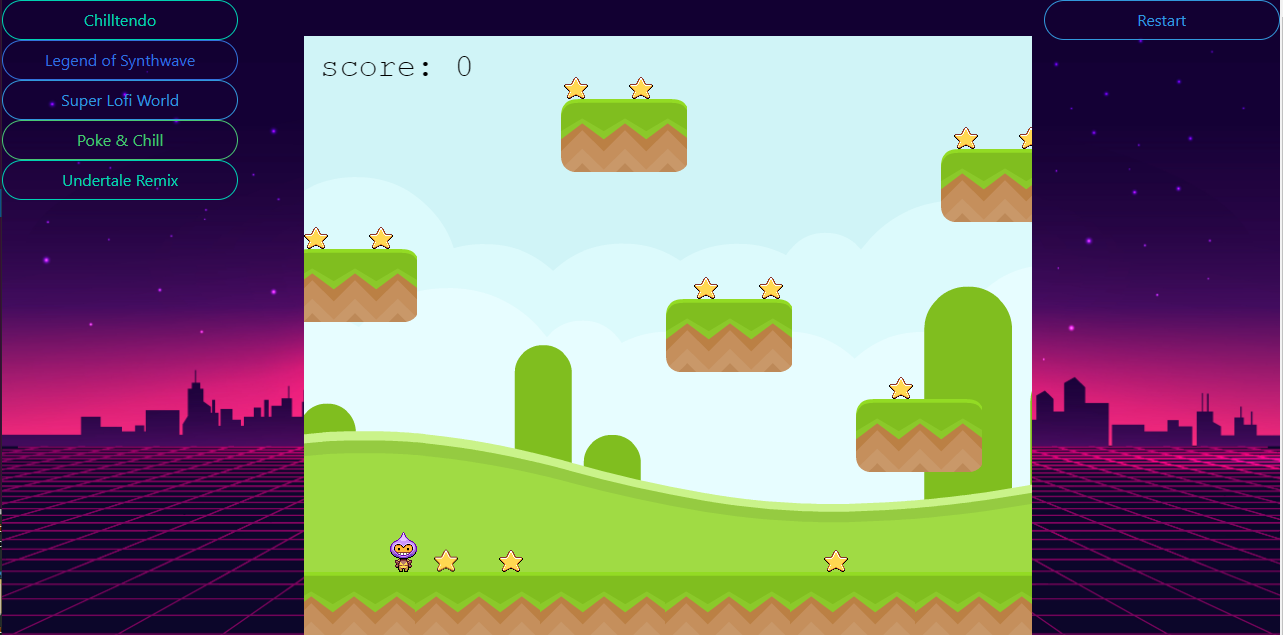 Chilltendo
Legend of Synthwave
Super Lofi World
Poke & Chill
Undertale Remix
Restart
score: 0